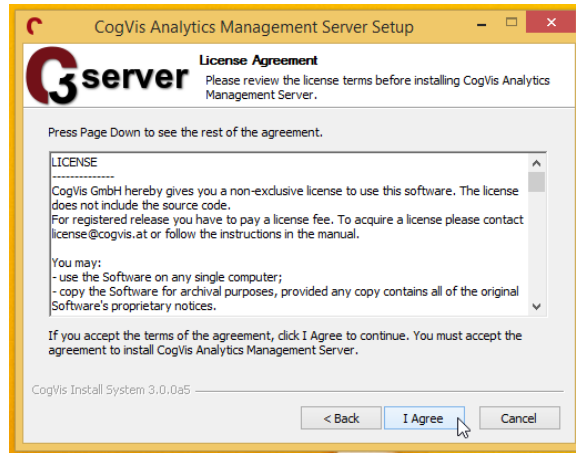 CogVis Analytics Management Server Setup
C3server
License Agreement
Please review the license terms before installing CogVis Analytics
Management Server.
Press Page Down to see the rest of the agreement.
LICENSE
--------------
CogVis GmbH hereby gives you a non-exclusive license to use this software. The license
does not include the source code.
For registered release you have to pay a license fee. To acquire a license please contact
license@cogvis.at or follow the instructions in the manual.
You may:
- use the Software on any single computer;
- copy the Software for archival purposes, provided any copy contains all of the original
Software's proprietary notices.
If you accept the terms of the agreement, click I Agree to continue. You must accept the
agreement to install CogVis Analytics Management Server.
CogVis Install System 3.0.0a5
< Back
I Agree
Cancel